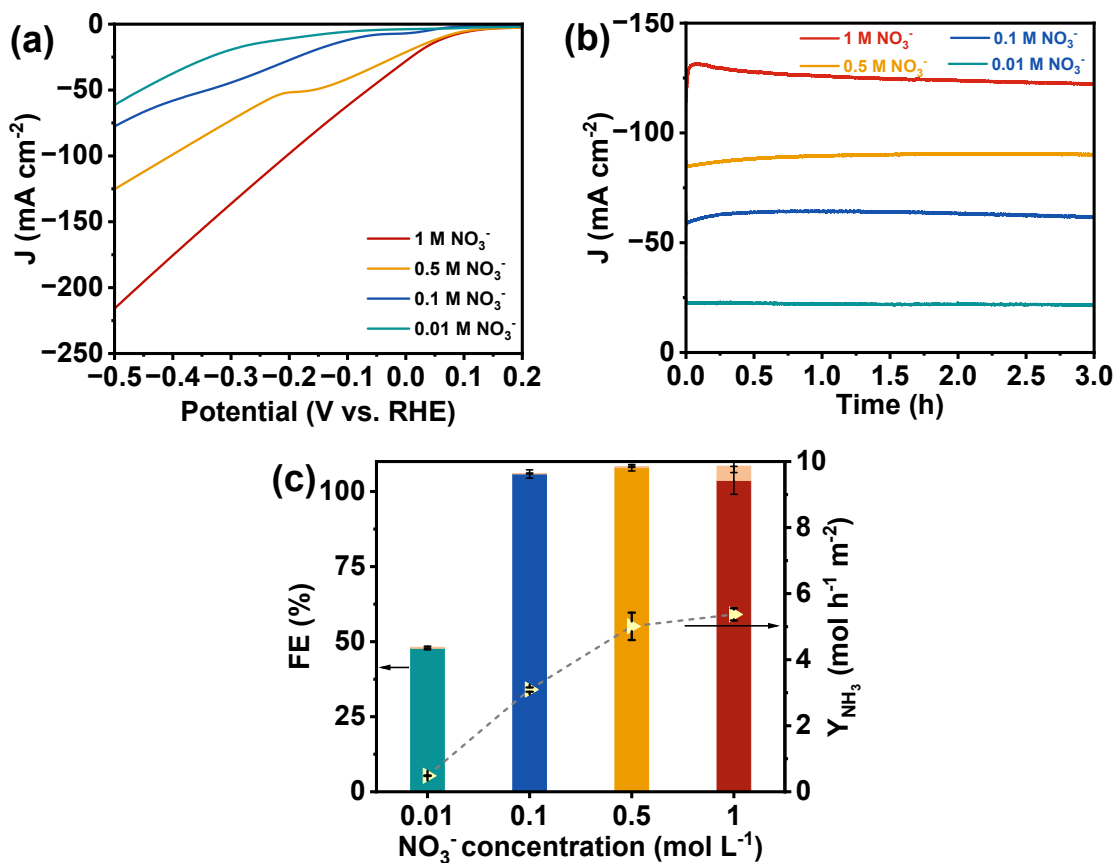 (a)
0
−50
−100
−150
−200
−250
J (mA cm⁻²)
1 M NO₃⁻
0.5 M NO₃⁻
0.1 M NO₃⁻
0.01 M NO₃⁻
−0.5 −0.4 −0.3 −0.2 −0.1 0.0 0.1 0.2
Potential (V vs. RHE)
(b)
−150
−100
−50
0
J (mA cm⁻²)
1 M NO₃⁻ 0.1 M NO₃⁻
0.5 M NO₃⁻ 0.01 M NO₃⁻
0.0 0.5 1.0 1.5 2.0 2.5 3.0
Time (h)
(c)
100
75
50
25
0
FE (%)
10
8
6
4
2
0
Y_NH₃ (mol h⁻¹ m⁻²)
0.01 0.1 0.5 1
NO₃⁻ concentration (mol L⁻¹)